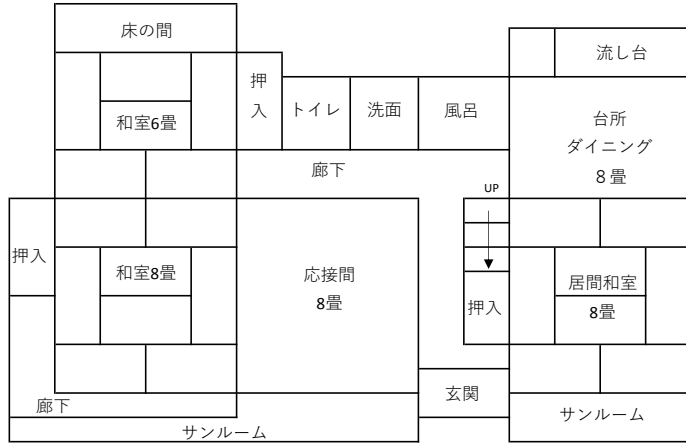 床の間
流し台
押
入
トイレ
洗面
風呂
和室6畳
台所
ダイニング
８畳
廊下
UP
押入
和室8畳
応接間
8畳
押入
居間和室
8畳
玄関
廊下
サンルーム
サンルーム